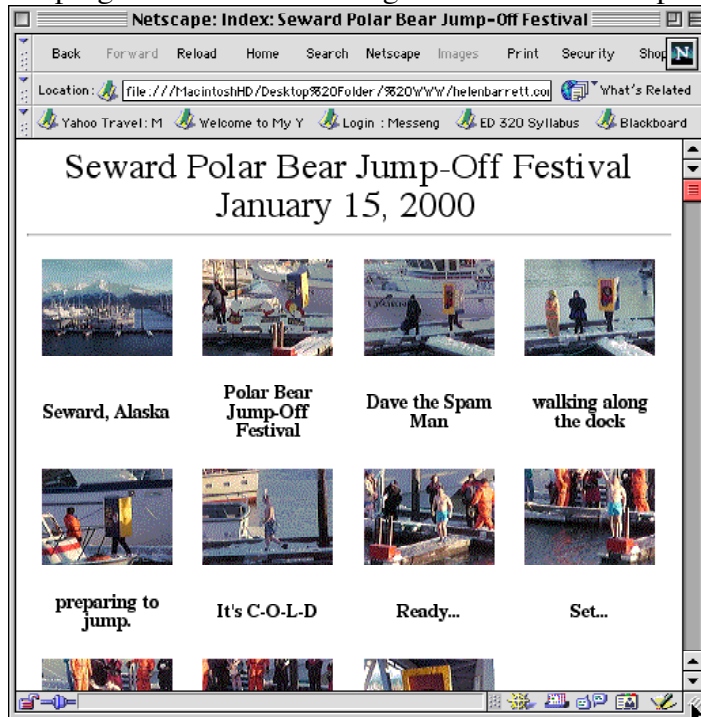 Netscape: Index: Seward Polar Bear Jump-Off Festival
Back Forward Reload Home Search Netscape Images Print Security Shop N
Location: file:///MacintoshHD/Desktop%20Folder/%20WWW/helenbarrett.co What's Related
Yahoo Travel: M Welcome to My Y Login : Messeng ED 320 Syllabus Blackboard
Seward Polar Bear Jump-Off Festival
January 15, 2000
Seward, Alaska
Polar Bear
Jump-Off
Festival
Dave the Spam
Man
walking along
the dock
preparing to
jump.
It's C-O-L-D
Ready...
Set...